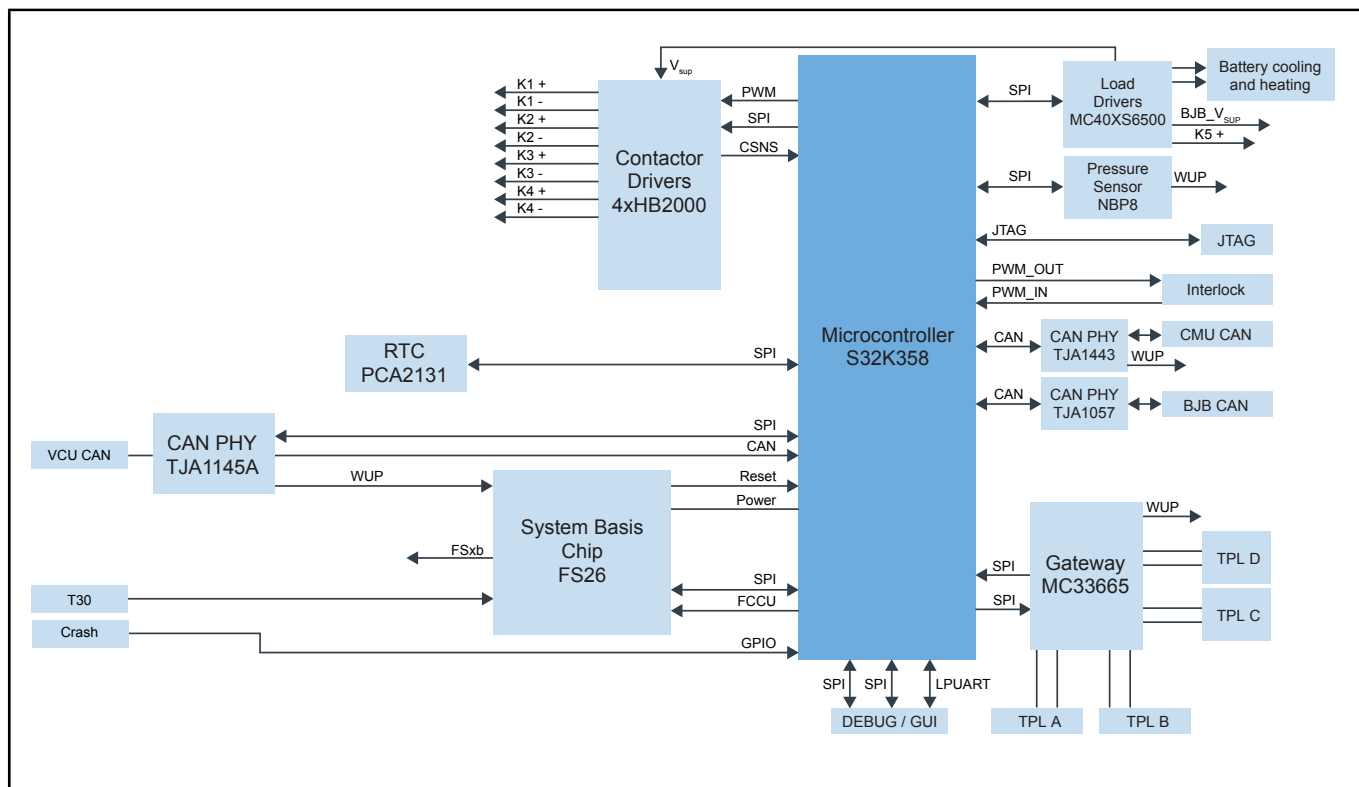 V_sup
K1 +
K1 -
K2 +
K2 -
K3 +
K3 -
K4 +
K4 -
Contactor
Drivers
4xHB2000
PWM
SPI
CSNS
RTC
PCA2131
SPI
VCU CAN
CAN PHY
TJA1145A
SPI
CAN
WUP
Reset
Power
System Basis
Chip
FS26
FSxb
SPI
FCCU
T30
Crash
GPIO
Microcontroller
S32K358
SPI
Load
Drivers
MC40XS6500
Battery cooling
and heating
BJB_V_SUP
K5 +
SPI
Pressure
Sensor
NBP8
WUP
JTAG
JTAG
PWM_OUT
PWM_IN
Interlock
CAN
CAN PHY
TJA1443
CMU CAN
WUP
CAN
CAN PHY
TJA1057
BJB CAN
SPI
SPI
Gateway
MC33665
WUP
TPL D
TPL C
TPL A
TPL B
SPI
SPI
LPUART
DEBUG / GUI